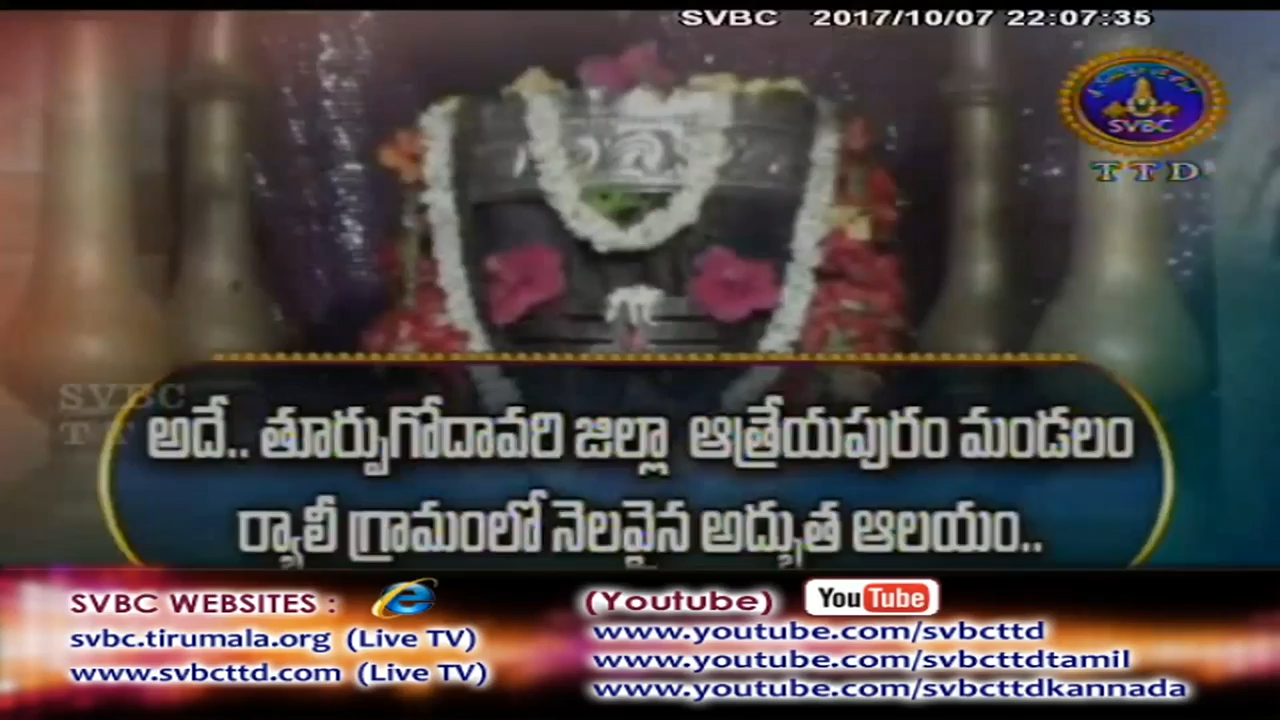 SVBC 2017/10/07 22:07:35
SVBC
TTD
SVBC
అదే.. తూర్పుగోదావరి జిల్లా ఆత్రేయపురం మండలం
ర్యాలీ గ్రామంలో నెలవైన అద్భుత ఆలయం..
SVBC WEBSITES :
svbc.tirumala.org (Live TV)
www.svbcttd.com (Live TV)
(Youtube) YouTube
www.youtube.com/svbcttd
www.youtube.com/svbcttdtamil
www.youtube.com/svbcttdkannada